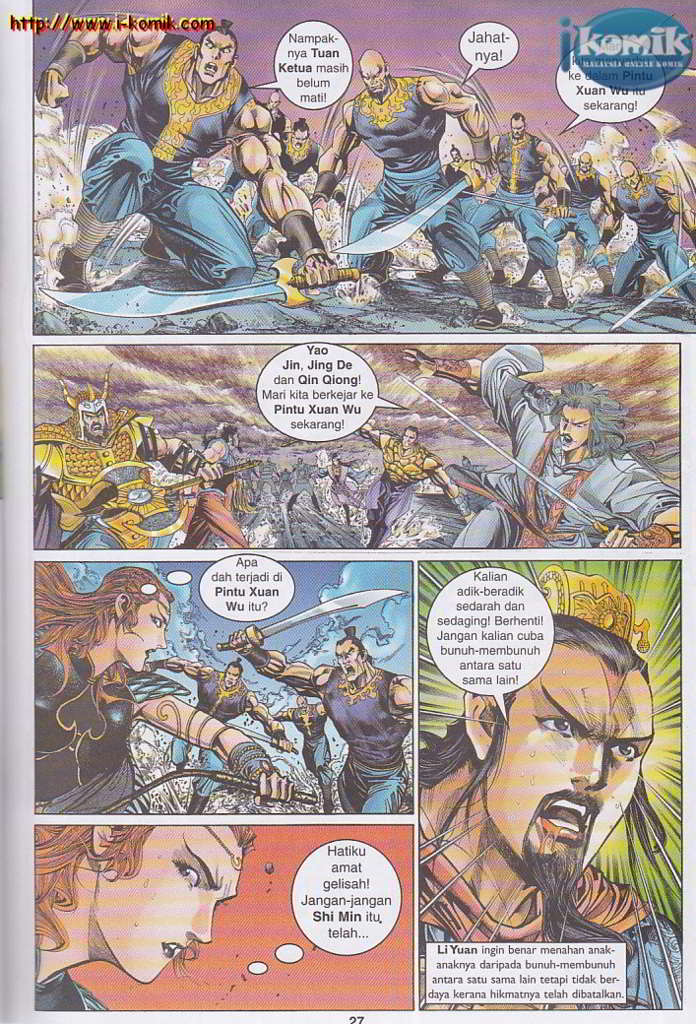 http://www.i-komik.com
ikomik
MALAYSIA ONLINE KOMIK
Nampak-
nya Tuan
Ketua masih
belum
mati!
Jahat-
nya!
ke dalam Pintu
Xuan Wu
sekarang!
Yao
Jin, Jing De
dan Qin Qiong!
Mari kita berkejar ke
Pintu Xuan Wu
sekarang!
Apa
dah terjadi di
Pintu Xuan
Wu itu?
Kalian
adik-beradik
sedarah dan
sedaging! Berhenti!
Jangan kalian cuba
bunuh-membunuh
antara satu
sama lain!
Hatiku
amat
gelisah!
Jangan-jangan
Shi Min itu
telah...
Li Yuan ingin benar menahan anak-
anaknya daripada bunuh-membunuh
antara satu sama lain tetapi tidak ber-
daya kerana hikmatnya telah dibatalkan.
27